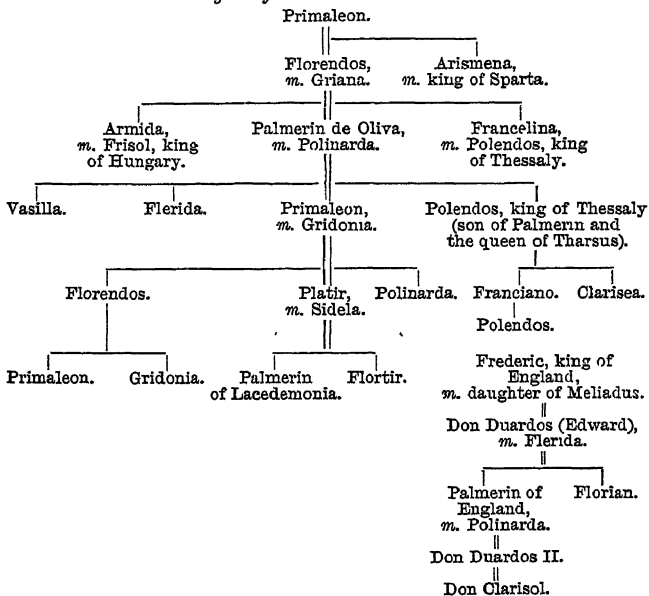 Primaleon.
Florendos,
m. Griana.
Arismena,
m. king of Sparta.
Armida,
m. Frisol, king
of Hungary.
Palmerin de Oliva,
m. Polinarda.
Francelina,
m. Polendos, king
of Thessaly.
Vasilla.
Flerida.
Primaleon,
m. Gridonia.
Polendos, king of Thessaly
(son of Palmerin and
the queen of Tharsus).
Florendos.
Platir,
m. Sidela.
Polinarda.
Franciano.
Clarisea.
Polendos.
Primaleon.
Gridonia.
Palmerin
of Lacedemonia.
Flortir.
Frederic, king of
England,
m. daughter of Meliadus.
Don Duardos (Edward),
m. Flerida.
Palmerin of
England,
m. Polinarda.
Florian.
Don Duardos II.
Don Clarisol.